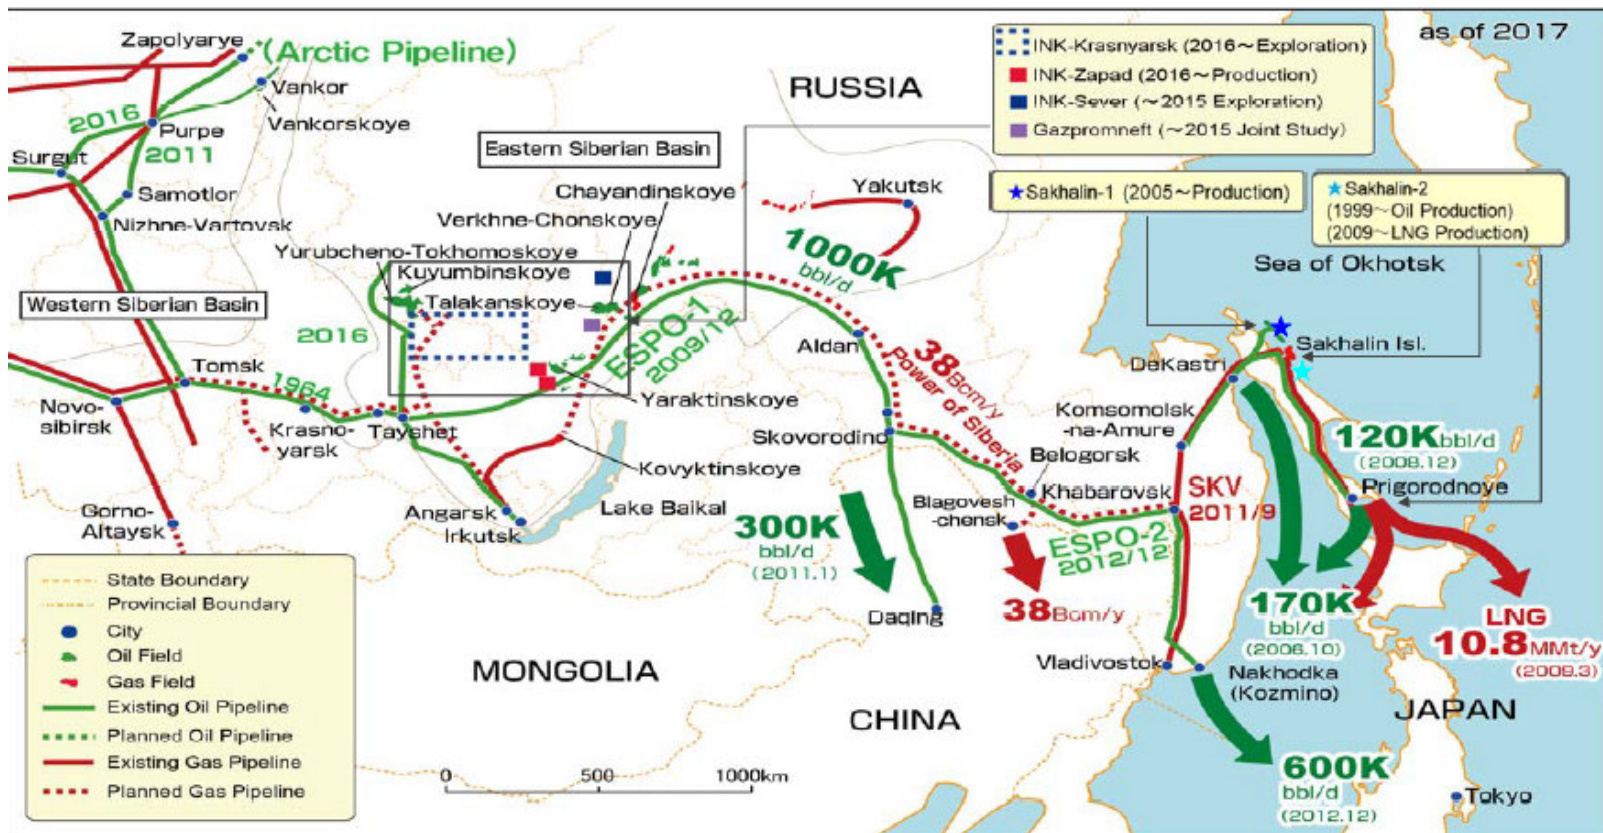 as of 2017
Zapolyarye
(Arctic Pipeline)
Vankor
Vankorskoye
2016
Purpe
2011
Surgut
Samotlor
Nizhne-Vartovsk
RUSSIA
INK-Krasnyarsk (2016～Exploration)
INK-Zapad (2016～Production)
INK-Sever (～2015 Exploration)
Gazpromneft (～2015 Joint Study)
Eastern Siberian Basin
Chayandinskoye
Verkhne-Chonskoye
Yurubcheno-Tokhomoskoye
Kuyumbinskoye
Talakanskoye
Yakutsk
Sakhalin-1 (2005～Production)
Sakhalin-2
(1999～Oil Production)
(2009～LNG Production)
Sea of Okhotsk
1000K
bbl/d
Western Siberian Basin
2016
ESPO-1
2009/12
Aldan
38Bcm/y
Power of Siberia
Sakhalin Isl.
DeKastri
Tomsk
1964
Novo-
sibirsk
Krasno-
yarsk
Tayshet
Yaraktinskoye
Skovorodino
Komsomolsk
-na-Amure
Belogorsk
120Kbbl/d
(2008.12)
Kovyktinskoye
Khabarovsk
SKV
2011/9
Prigorodnoye
Blagovesh
-chensk
Lake Baikal
Angarsk
Irkutsk
Gorno-
Altaysk
300K
bbl/d
(2011.1)
ESPO-2
2012/12
Daqing
38Bcm/y
170K
bbl/d
(2006.10)
LNG
10.8MMt/y
(2009.3)
State Boundary
Provincial Boundary
City
Oil Field
Gas Field
Existing Oil Pipeline
Planned Oil Pipeline
Existing Gas Pipeline
Planned Gas Pipeline
MONGOLIA
CHINA
Vladivostok
Nakhodka
(Kozmino)
JAPAN
0 500 1000km
600K
bbl/d
(2012.12)
Tokyo